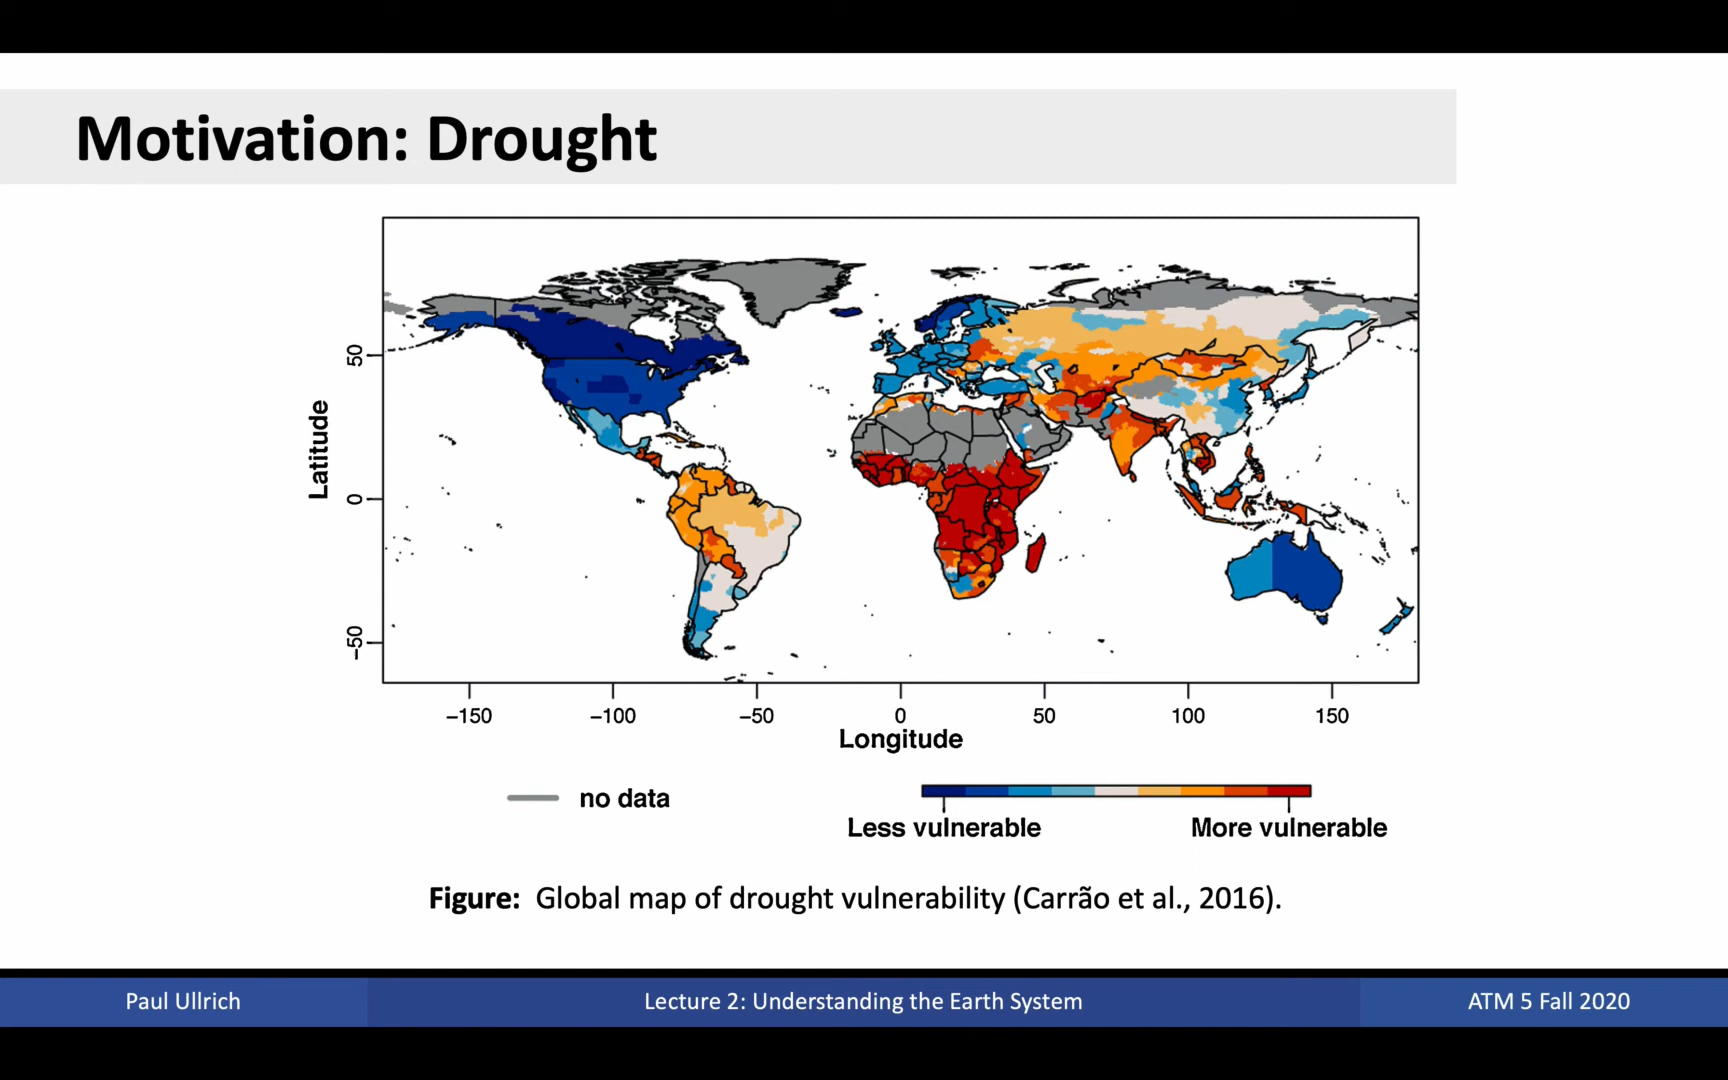 Motivation: Drought
Latitude
50
0
−50
−150 −100 −50 0 50 100 150
Longitude
no data
Less vulnerable More vulnerable
Figure: Global map of drought vulnerability (Carrão et al., 2016).
Paul Ullrich Lecture 2: Understanding the Earth System ATM 5 Fall 2020